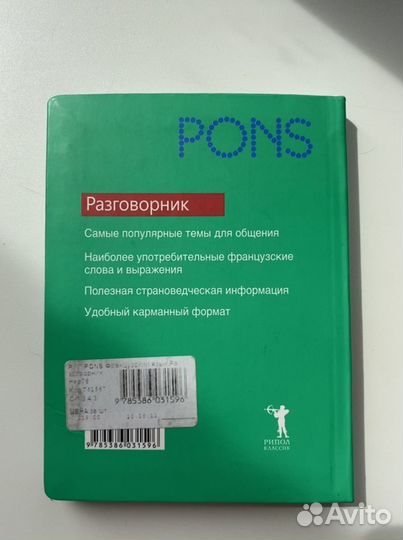 PONS
Разговорник
Самые популярные темы для общения
Наиболее употребительные французские
слова и выражения
Полезная страноведческая информация
Удобный карманный формат
9 785386 031596
9 785386 031596
РИПОЛ
КЛАССИК
Avito